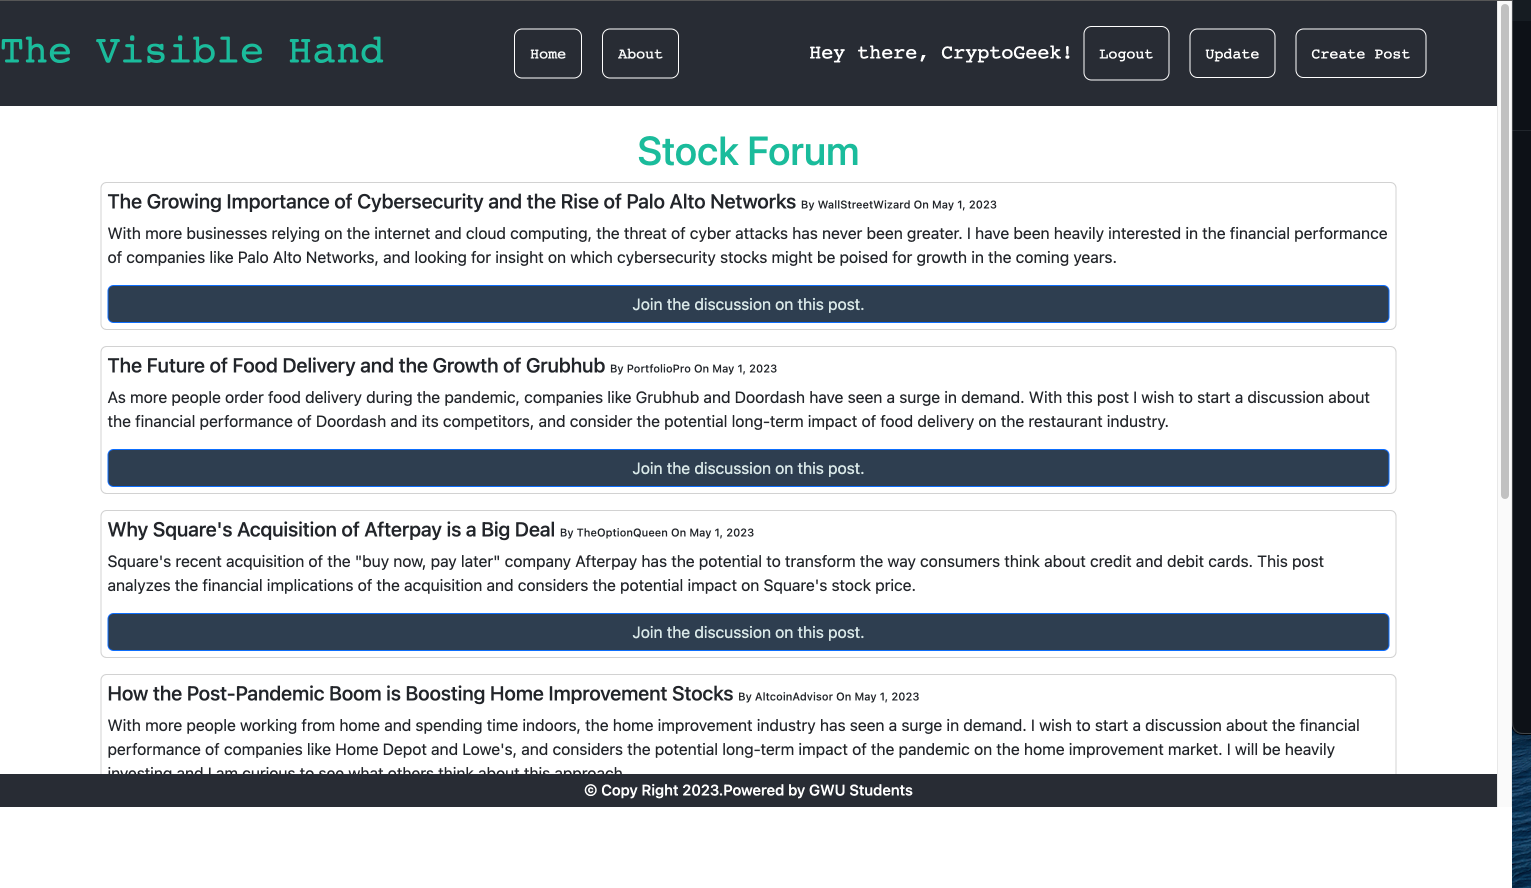 The Visible Hand
Home
About
Hey there, CryptoGeek!
Logout
Update
Create Post
Stock Forum
The Growing Importance of Cybersecurity and the Rise of Palo Alto Networks By WallStreetWizard On May 1, 2023
With more businesses relying on the internet and cloud computing, the threat of cyber attacks has never been greater. I have been heavily interested in the financial performance
of companies like Palo Alto Networks, and looking for insight on which cybersecurity stocks might be poised for growth in the coming years.
Join the discussion on this post.
The Future of Food Delivery and the Growth of Grubhub By PortfolioPro On May 1, 2023
As more people order food delivery during the pandemic, companies like Grubhub and Doordash have seen a surge in demand. With this post I wish to start a discussion about
the financial performance of Doordash and its competitors, and consider the potential long-term impact of food delivery on the restaurant industry.
Join the discussion on this post.
Why Square's Acquisition of Afterpay is a Big Deal By TheOptionQueen On May 1, 2023
Square's recent acquisition of the "buy now, pay later" company Afterpay has the potential to transform the way consumers think about credit and debit cards. This post
analyzes the financial implications of the acquisition and considers the potential impact on Square's stock price.
Join the discussion on this post.
How the Post-Pandemic Boom is Boosting Home Improvement Stocks By AltcoinAdvisor On May 1, 2023
With more people working from home and spending time indoors, the home improvement industry has seen a surge in demand. I wish to start a discussion about the financial
performance of companies like Home Depot and Lowe's, and considers the potential long-term impact of the pandemic on the home improvement market. I will be heavily
investing and I am curious to see what others think about this approach.
© Copy Right 2023.Powered by GWU Students